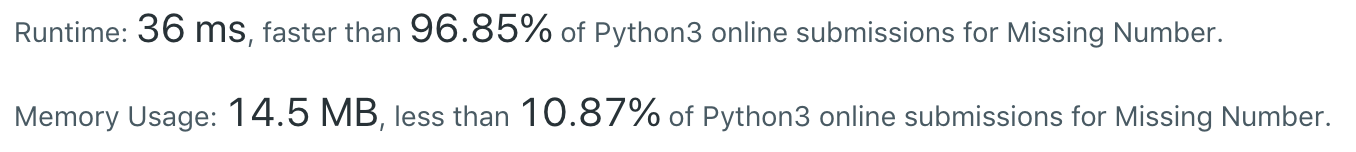 Runtime: 36 ms, faster than 96.85% of Python3 online submissions for Missing Number.
Memory Usage: 14.5 MB, less than 10.87% of Python3 online submissions for Missing Number.